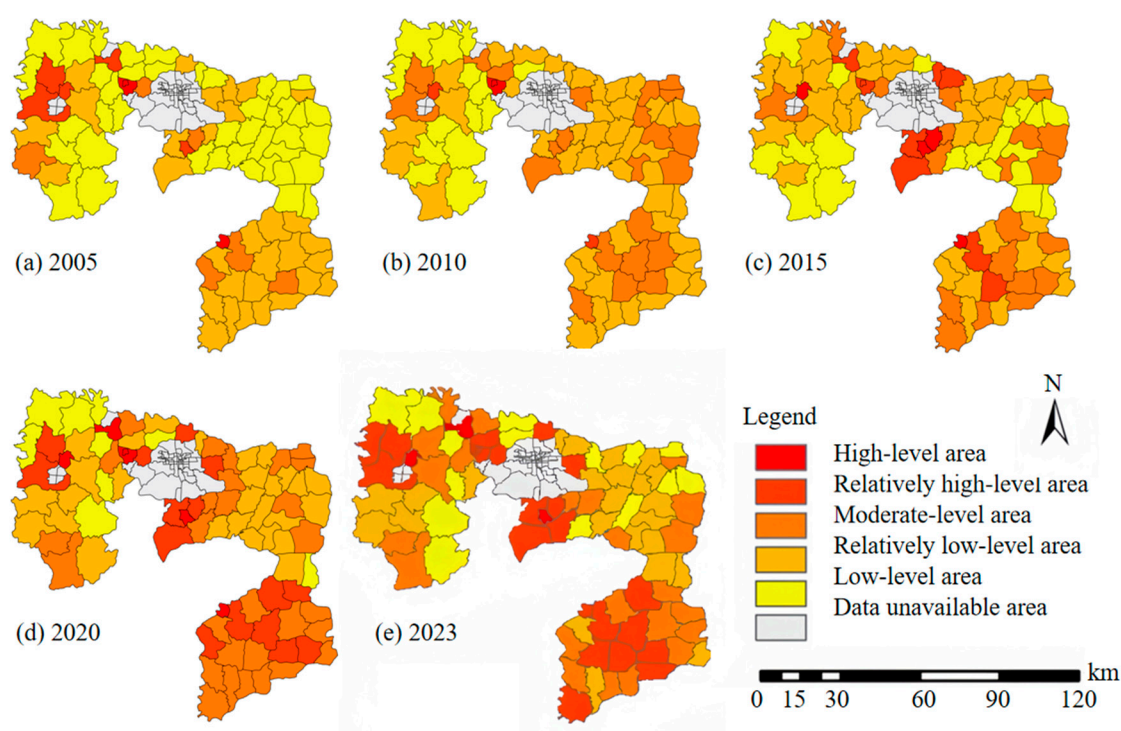 (a) 2005
(b) 2010
(c) 2015
(d) 2020
(e) 2023
N
Legend
High-level area
Relatively high-level area
Moderate-level area
Relatively low-level area
Low-level area
Data unavailable area
km
0 15 30 60 90 120